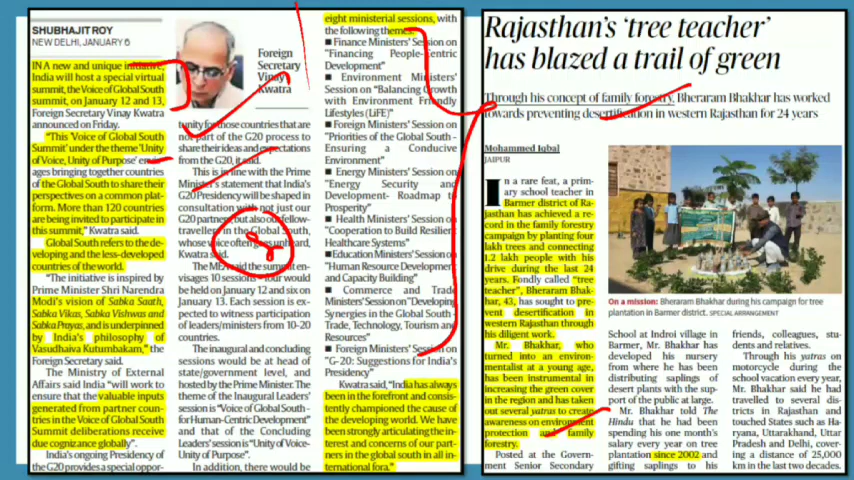 SHUBHAJIT ROY
NEW DELHI, JANUARY 6
IN A new and unique initiative,
India will host a special virtual
summit, the Voice of Global South
summit, on January 12 and 13,
Foreign Secretary Vinay Kwatra
announced on Friday.
"This 'Voice of Global South
Summit' under the theme 'Unity
of Voice, Unity of Purpose' envis-
ages bringing together countries
of the Global South to share their
perspectives on a common plat-
form. More than 120 countries
are being invited to participate in
this summit," Kwatra said.
Global South refers to the de-
veloping and the less-developed
countries of the world.
"The initiative is inspired by
Prime Minister Shri Narendra
Modi's vision of Sabka Saath,
Sabka Vikas, Sabka Vishwas and
Sabka Prayas, and is underpinned
by India's philosophy of
Vasudhaiva Kutumbakam," the
Foreign Secretary said.
The Ministry of External
Affairs said India "will work to
ensure that the valuable inputs
generated from partner coun-
tries in the Voice of Global South
Summit deliberations receive
due cognizance globally".
India's ongoing Presidency of
the G20 provides a special oppor-
Foreign
Secretary
Vinay
Kwatra
tunity for those countries that are
not part of the G20 process to
share their ideas and expectations
from the G20, it said.
This is in line with the Prime
Minister's statement that India's
G20 Presidency will be shaped in
consultation with not just our
G20 partners, but also our fellow-
travellers in the Global South,
whose voice often goes unheard,
Kwatra said.
The MEA said the summit en-
visages 10 sessions - four would
be held on January 12 and six on
January 13. Each session is ex-
pected to witness participation
of leaders/ministers from 10-20
countries.
The inaugural and concluding
sessions would be at head of
state/government level, and
hosted by the Prime Minister. The
theme of the Inaugural Leaders'
session is "Voice of Global South-
for Human-Centric Development"
and that of the Concluding
Leaders' session is "Unity of Voice-
Unity of Purpose".
In addition, there would be
eight ministerial sessions, with
the following themes:
■ Finance Ministers' Session on
"Financing People-Centric
Development"
■ Environment Ministers'
Session on "Balancing Growth
with Environment Friendly
Lifestyles (LiFE)"
■ Foreign Ministers' Session on
"Priorities of the Global South -
Ensuring a Conducive
Environment"
■ Energy Ministers' Session on
"Energy Security and
Development- Roadmap to
Prosperity"
■ Health Ministers' Session on
"Cooperation to Build Resilient
Healthcare Systems"
■ Education Ministers' Session on
"Human Resource Development
and Capacity Building"
■ Commerce and Trade
Ministers' Session on "Developing
Synergies in the Global South -
Trade, Technology, Tourism and
Resources"
■ Foreign Ministers' Session on
"G-20: Suggestions for India's
Presidency"
Kwatra said, "India has always
been in the forefront and consis-
tently championed the cause of
the developing world. We have
been strongly articulating the in-
terest and concerns of our part-
ners in the global south in all in-
ternational fora."
Rajasthan's 'tree teacher'
has blazed a trail of green
Through his concept of family forestry, Bheraram Bhakhar has worked
towards preventing desertification in western Rajasthan for 24 years
Mohammed Iqbal
JAIPUR
In a rare feat, a prim-
ary school teacher in
Barmer district of Ra-
jasthan has achieved a re-
cord in the family forestry
campaign by planting four
lakh trees and connecting
1.2 lakh people with his
drive during the last 24
years. Fondly called "tree
teacher", Bheraram Bhak-
har, 43, has sought to pre-
vent desertification in
western Rajasthan through
his diligent work.
Mr. Bhakhar, who
turned into an environ-
mentalist at a young age,
has been instrumental in
increasing the green cover
in the region and has taken
out several yatras to create
awareness on environment
protection and family
forestry.
Posted at the Govern-
ment Senior Secondary
On a mission: Bheraram Bhakhar during his campaign for tree
plantation in Barmer district. SPECIAL ARRANGEMENT
School at Indroi village in
Barmer, Mr. Bhakhar has
developed his nursery
from where he has been
distributing saplings of
desert plants with the sup-
port of the public at large.
Mr. Bhakhar told The
Hindu that he had been
spending his one month's
salary every year on tree
plantation since 2002 and
gifting saplings to his
friends, colleagues, stu-
dents and relatives.
Through his yatras on
motorcycle during the
school vacation every year,
Mr. Bhakhar said he had
travelled to several dis-
tricts in Rajasthan and
touched States such as Ha-
ryana, Uttarakhand, Uttar
Pradesh and Delhi, cover-
ing a distance of 25,000
km in the last two decades.